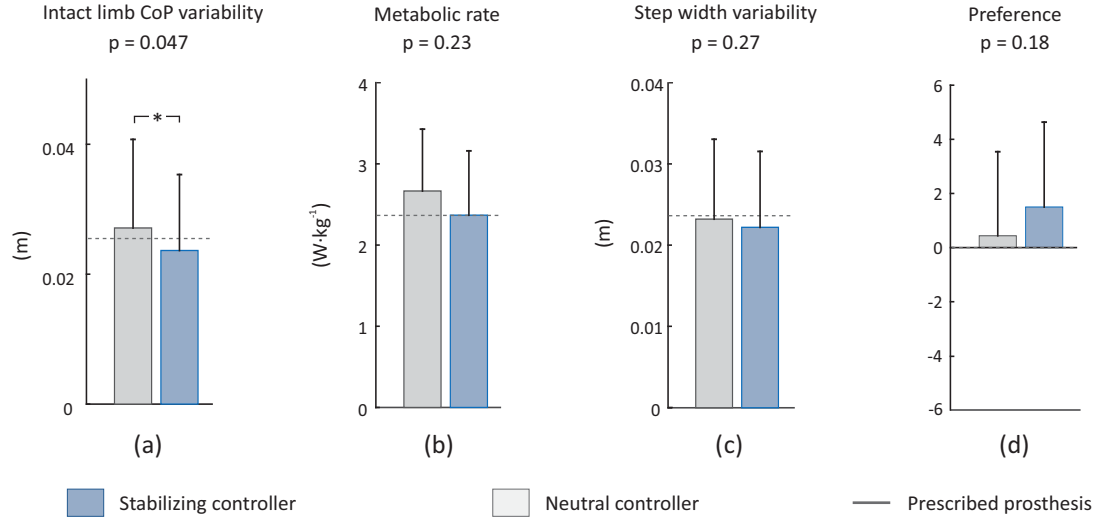 Intact limb CoP variability
p = 0.047
Metabolic rate
p = 0.23
Step width variability
p = 0.27
Preference
p = 0.18
*
0.04
0.02
0
(m)
4
3
2
1
0
(W·kg⁻¹)
0.04
0.03
0.02
0.01
0
(m)
6
4
2
0
-2
-4
-6
(a)
(b)
(c)
(d)
Stabilizing controller
Neutral controller
Prescribed prosthesis